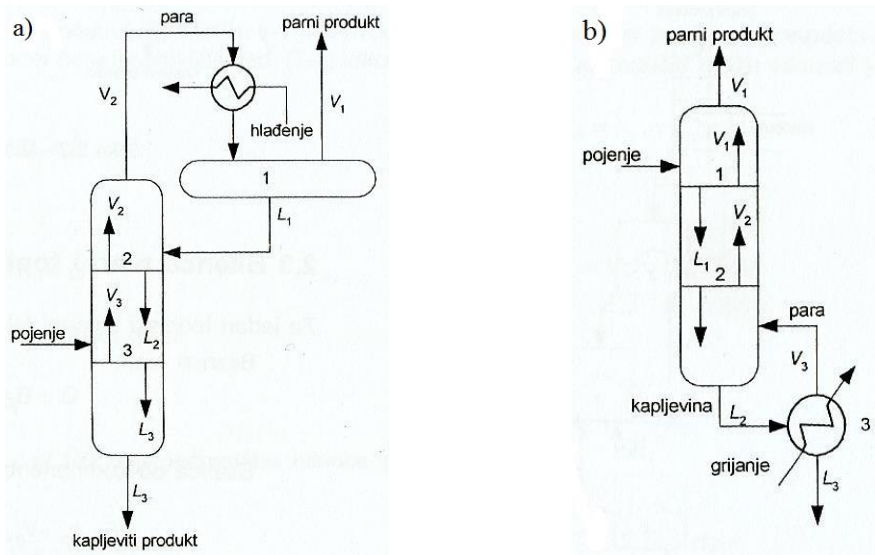 a)
para
parni produkt
V2
V1
hlađenje
1
L1
V2
2
V3
L2
pojenje
3
L3
L3
kapljeviti produkt
b)
parni produkt
V1
V1
pojenje
1
V2
L1
2
para
V3
kapljevina
L2
3
grijanje
L3